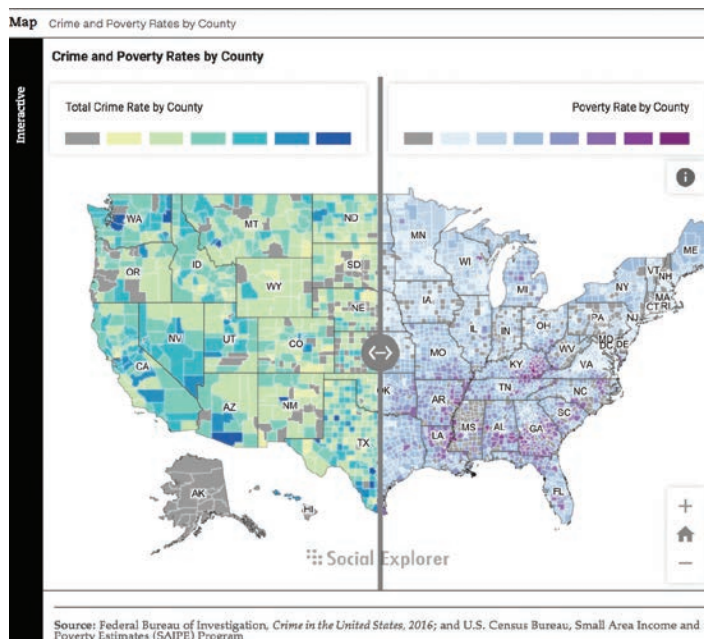 Map Crime and Poverty Rates by County
Interactive
Crime and Poverty Rates by County
Total Crime Rate by County
Poverty Rate by County
WA
MT
ND
MN
ME
OR
ID
SD
WI
VT
NH
WY
MI
NY
MA
CT RI
NE
IA
PA
NJ
NV
UT
CO
IL
IN
OH
MD
DE
DC
CA
MO
WV
VA
KY
AZ
NM
OK
AR
TN
NC
SC
TX
LA
MS
AL
GA
FL
AK
HI
Social Explorer
Source: Federal Bureau of Investigation, Crime in the United States, 2016; and U.S. Census Bureau, Small Area Income and
Poverty Estimates (SAIPE) Program